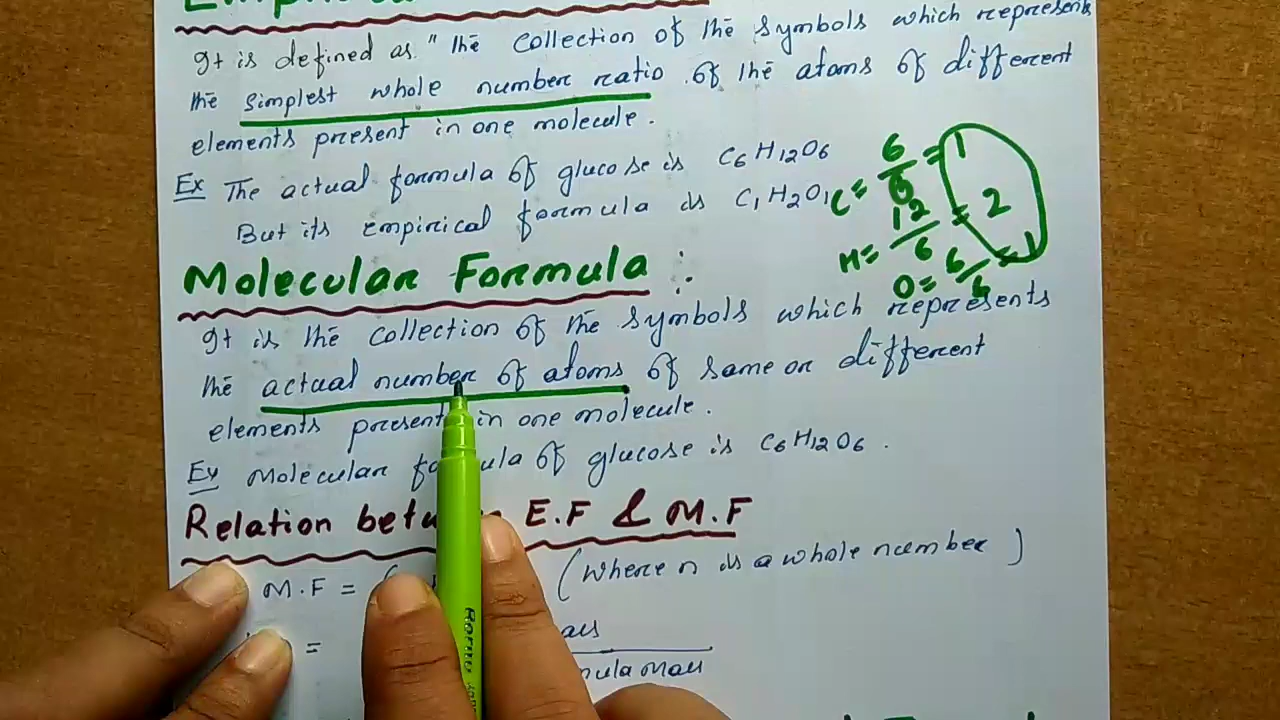 It is defined as "the collection of the symbols which represents
the simplest whole number ratio of the atoms of different
elements present in one molecule.
Ex The actual formula of glucose is C6H12O6
But its empirical formula is C1H2O1
C = 6/6 = 1
H = 12/6 = 2
O = 6/6 = 1
Molecular Formula :
It is the collection of the symbols which represents
the actual number of atoms of same or different
elements present in one molecule.
Ex Molecular formula of glucose is C6H12O6 .
Relation between E.F & M.F
M.F = (where n is a whole number)
=